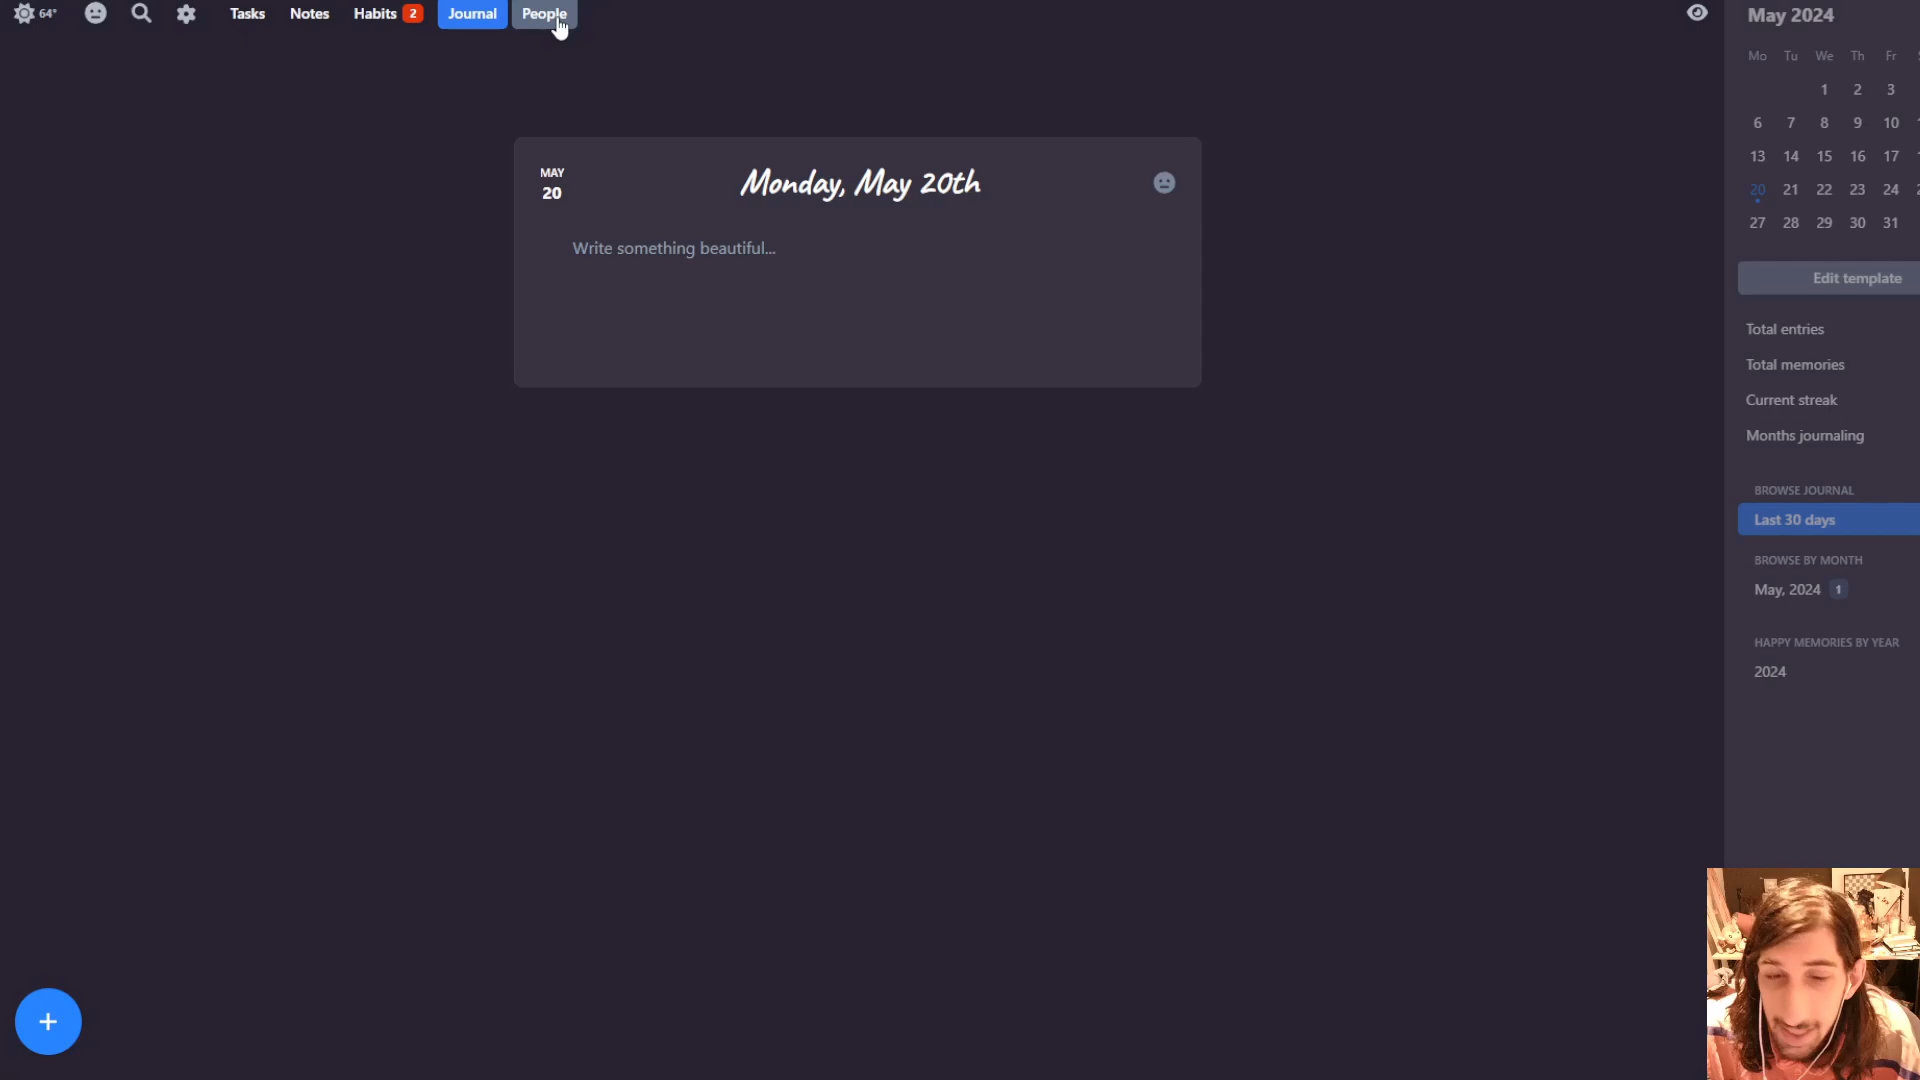 64° Tasks Notes Habits 2 Journal People
MAY
20
Monday, May 20th
Write something beautiful...
May 2024
Mo Tu We Th Fr
1 2 3
6 7 8 9 10
13 14 15 16 17
20 21 22 23 24
27 28 29 30 31
Edit template
Total entries
Total memories
Current streak
Months journaling
BROWSE JOURNAL
Last 30 days
BROWSE BY MONTH
May, 2024 1
HAPPY MEMORIES BY YEAR
2024
+